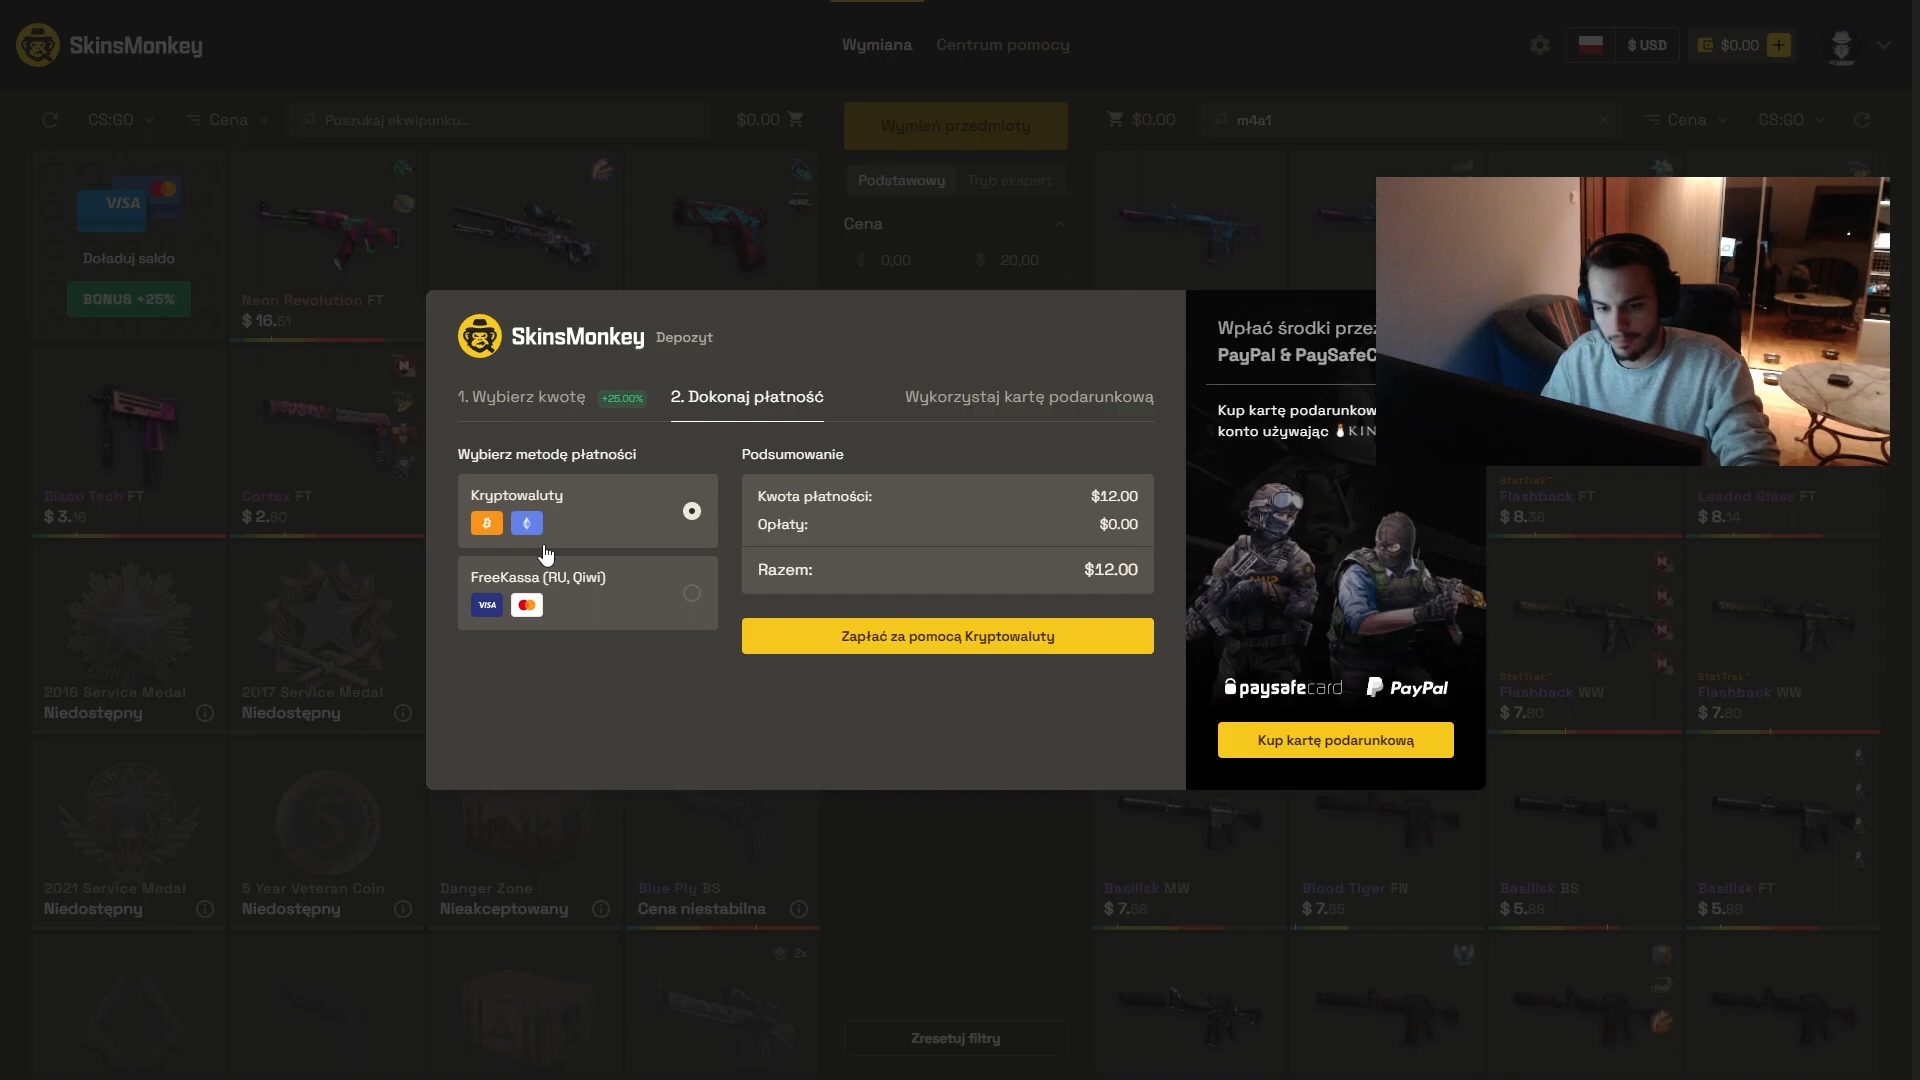 SkinsMonkey
Wymiana
Centrum pomocy
$ USD
$0.00
CS:GO
Cena
Poszukaj ekwipunku...
$0.00
Wymień przedmioty
$0.00
m4a1
Cena
CS:GO
VISA
Doładuj saldo
BONUS +25%
Podstawowy
Tryb ekspert
Cena
$ 0,00
$ 20,00
Neon Revolution FT
$ 16.51
SkinsMonkey Depozyt
1. Wybierz kwotę +25.00%
2. Dokonaj płatność
Wykorzystaj kartę podarunkową
Wybierz metodę płatności
Kryptowaluty
FreeKassa (RU, Qiwi)
VISA
Podsumowanie
Kwota płatności: $12.00
Opłaty: $0.00
Razem: $12.00
Zapłać za pomocą Kryptowaluty
Wpłać środki przez
PayPal & PaySafeC
Kup kartę podarunkow
konto używając SKIN
paysafecard
PayPal
Kup kartę podarunkową
Disco Tech FT
$ 3.16
Cortex FT
$ 2.80
StatTrak™
Flashback FT
$ 8.36
Leaded Glass FT
$ 8.14
2016 Service Medal
Niedostępny
2017 Service Medal
Niedostępny
StatTrak™
Flashback WW
$ 7.80
StatTrak™
Flashback WW
$ 7.80
2021 Service Medal
Niedostępny
5 Year Veteran Coin
Niedostępny
Danger Zone
Nieakceptowany
Blue Ply BS
Cena niestabilna
Basilisk MW
$ 7.68
Blood Tiger FN
$ 7.65
Basilisk BS
$ 5.88
Basilisk FT
$ 5.88
2x
Zresetuj filtry